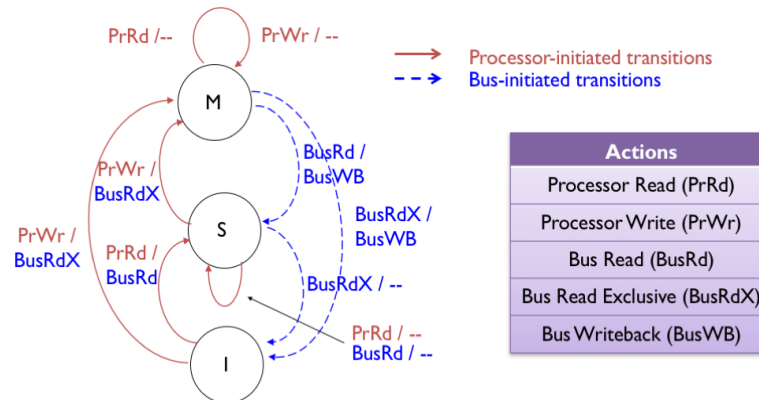 PrRd / --
PrWr / --
Processor-initiated transitions
Bus-initiated transitions
M
BusRd /
BusWB
PrWr /
BusRdX
BusRdX /
BusWB
PrWr /
BusRdX
PrRd /
BusRd
S
BusRdX / --
PrRd / --
BusRd / --
I
Actions
Processor Read (PrRd)
Processor Write (PrWr)
Bus Read (BusRd)
Bus Read Exclusive (BusRdX)
Bus Writeback (BusWB)